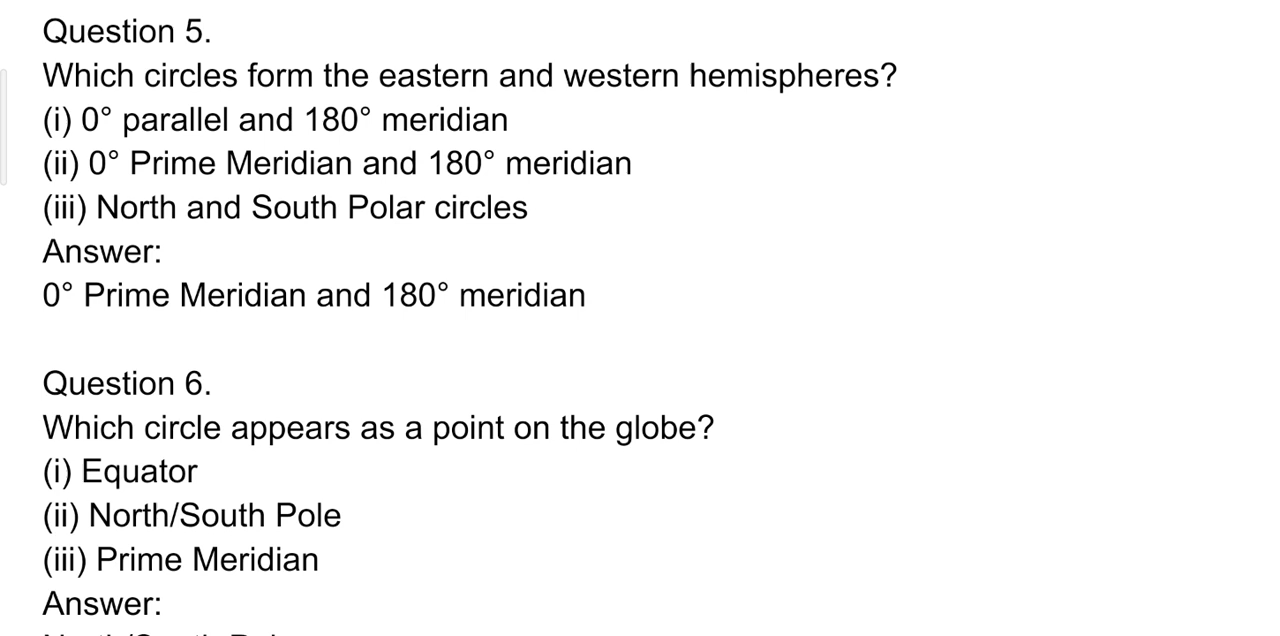 Question 5.
Which circles form the eastern and western hemispheres?
(i) 0° parallel and 180° meridian
(ii) 0° Prime Meridian and 180° meridian
(iii) North and South Polar circles
Answer:
0° Prime Meridian and 180° meridian
Question 6.
Which circle appears as a point on the globe?
(i) Equator
(ii) North/South Pole
(iii) Prime Meridian
Answer: